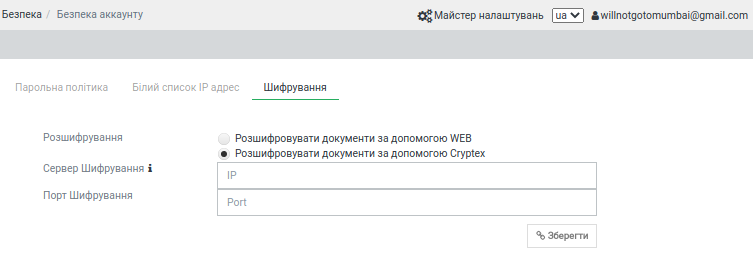 Безпека / Безпека аккаунту Майстер налаштувань ua willnotgotomumbai@gmail.com
Парольна політика Білий список IP адрес Шифрування
Розшифрування Розшифровувати документи за допомогою WEB
Розшифровувати документи за допомогою Cryptex
Сервер Шифрування IP
Порт Шифрування Port
Зберегти